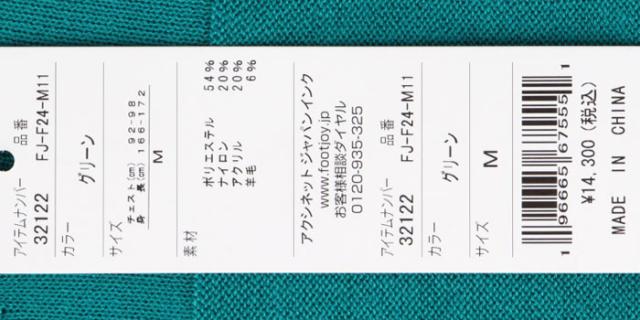 アイテムナンバー 品番
32122 FJ-F24-M11
カラー グリーン
サイズ
チェスト(cm) 92-98
身 長(cm) 166-172
M
素材
ポリエステル 54%
ナイロン 20%
アクリル 20%
羊毛 6%
アクシネット ジャパンインク
www.footjoy.jp
お客様相談ダイヤル
0120-935-325
アイテムナンバー 品番
32122 FJ-F24-M11
カラー グリーン
サイズ M
1 96665 67555 1
¥14,300(税込)
MADE IN CHINA